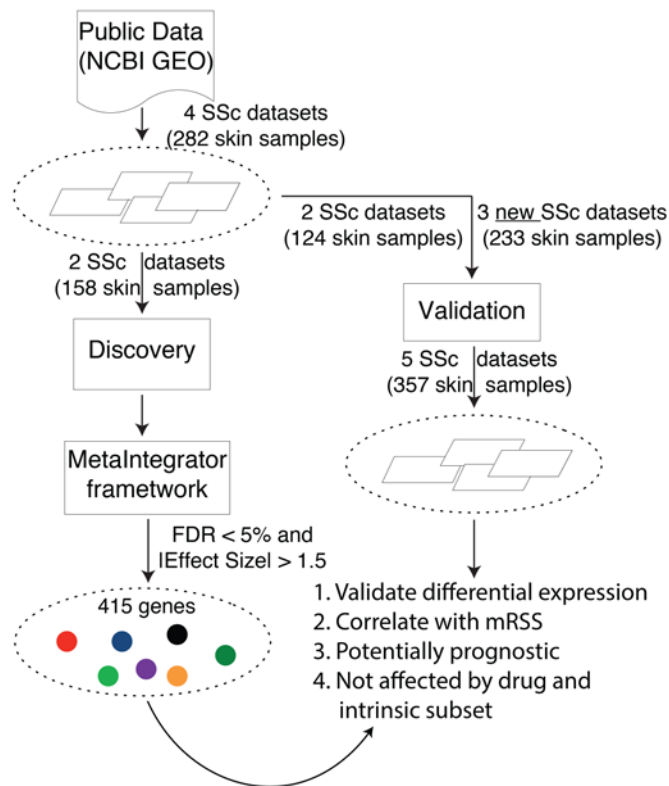 Public Data
(NCBI GEO)
4 SSc datasets
(282 skin samples)
2 SSc datasets
(124 skin samples)
3 new SSc datasets
(233 skin samples)
2 SSc datasets
(158 skin samples)
Discovery
Validation
5 SSc datasets
(357 skin samples)
MetaIntegrator
frametwork
FDR < 5% and
IEffect Sizel > 1.5
415 genes
1. Validate differential expression
2. Correlate with mRSS
3. Potentially prognostic
4. Not affected by drug and
intrinsic subset